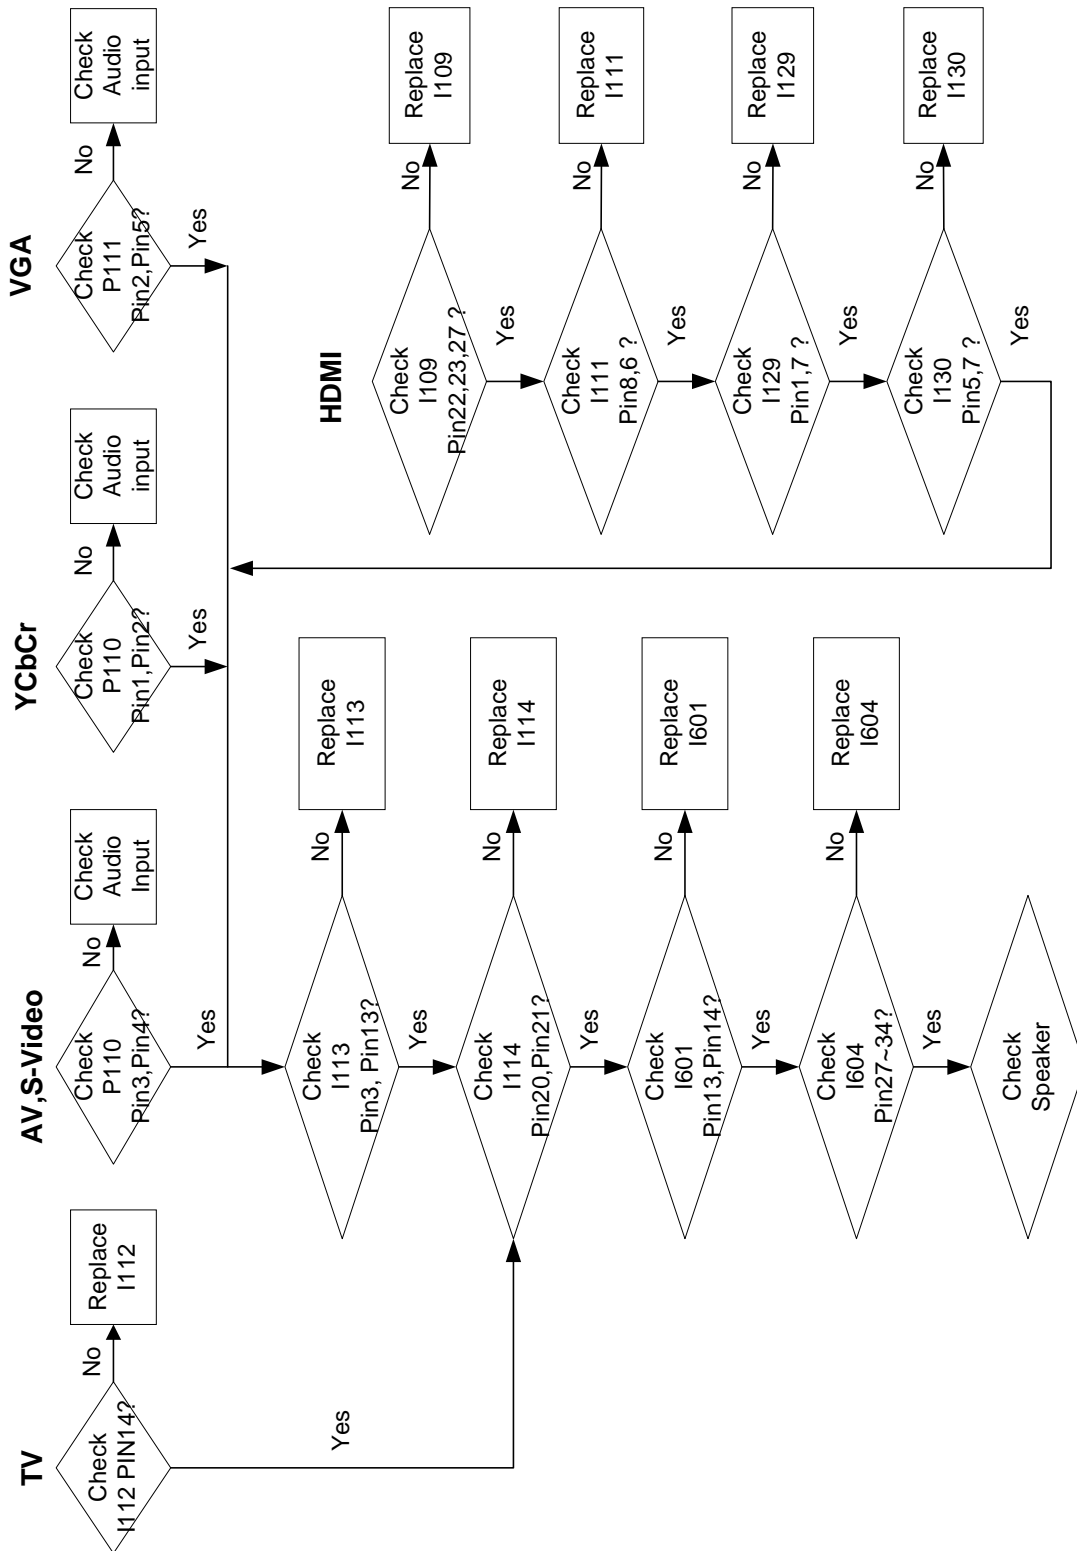 TV
Check
I112 PIN14?
No
Replace
I112
Yes
AV,S-Video
Check
P110
Pin3,Pin4?
No
Check
Audio
Input
Yes
Check
I113
Pin3, Pin13?
No
Replace
I113
Yes
Check
I114
Pin20,Pin21?
No
Replace
I114
Yes
Check
I601
Pin13,Pin14?
No
Replace
I601
Yes
Check
I604
Pin27~34?
No
Replace
I604
Yes
Check
Speaker
YCbCr
Check
P110
Pin1,Pin2?
No
Check
Audio
input
Yes
VGA
Check
P111
Pin2,Pin5?
No
Check
Audio
input
Yes
HDMI
Check
I109
Pin22,23,27 ?
No
Replace
I109
Yes
Check
I111
Pin8,6 ?
No
Replace
I111
Yes
Check
I129
Pin1,7 ?
No
Replace
I129
Yes
Check
I130
Pin5,7 ?
No
Replace
I130
Yes